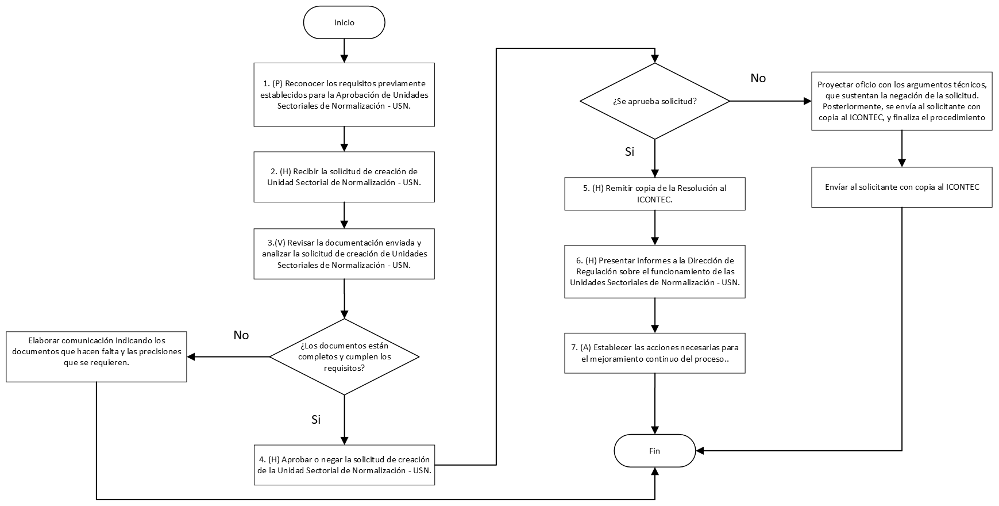 Inicio
1. (P) Reconocer los requisitos previamente
establecidos para la Aprobación de Unidades
Sectoriales de Normalización - USN.
2. (H) Recibir la solicitud de creación de
Unidad Sectorial de Normalización - USN.
3.(V) Revisar la documentación enviada y
analizar la solicitud de creación de Unidades
Sectoriales de Normalización - USN.
¿Los documentos están
completos y cumplen los
requisitos?
No
Elaborar comunicación indicando los
documentos que hacen falta y las precisiones
que se requieren.
Si
4. (H) Aprobar o negar la solicitud de creación
de la Unidad Sectorial de Normalización - USN.
¿Se aprueba solicitud?
No
Proyectar oficio con los argumentos técnicos,
que sustentan la negación de la solicitud.
Posteriormente, se envía al solicitante con
copia al ICONTEC, y finaliza el procedimiento
Envíar al solicitante con copia al ICONTEC
Si
5. (H) Remitir copia de la Resolución al
ICONTEC.
6. (H) Presentar informes a la Dirección de
Regulación sobre el funcionamiento de las
Unidades Sectoriales de Normalización - USN.
7. (A) Establecer las acciones necesarias para
el mejoramiento continuo del proceso..
Fin